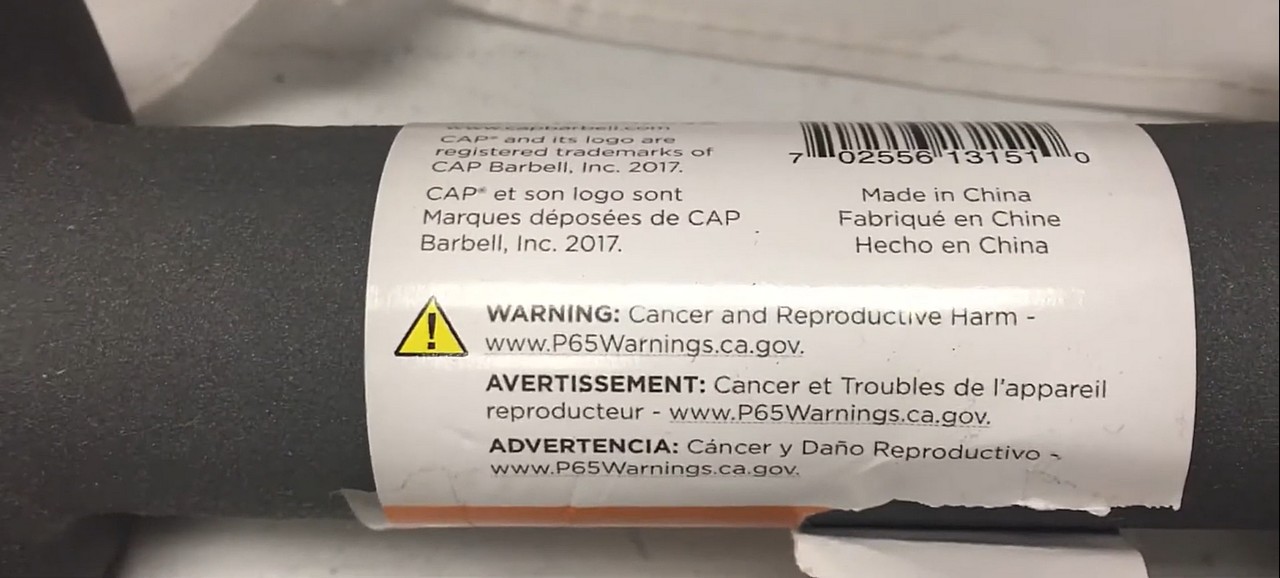 www.capbarbell.com
CAP® and its logo are
registered trademarks of
CAP Barbell, Inc. 2017.
CAP® et son logo sont
Marques déposées de CAP
Barbell, Inc. 2017.
7 02556 13151 0
Made in China
Fabriqué en Chine
Hecho en China
WARNING: Cancer and Reproductive Harm -
www.P65Warnings.ca.gov.
AVERTISSEMENT: Cancer et Troubles de l'appareil
reproducteur - www.P65Warnings.ca.gov.
ADVERTENCIA: Cáncer y Daño Reproductivo -
www.P65Warnings.ca.gov.